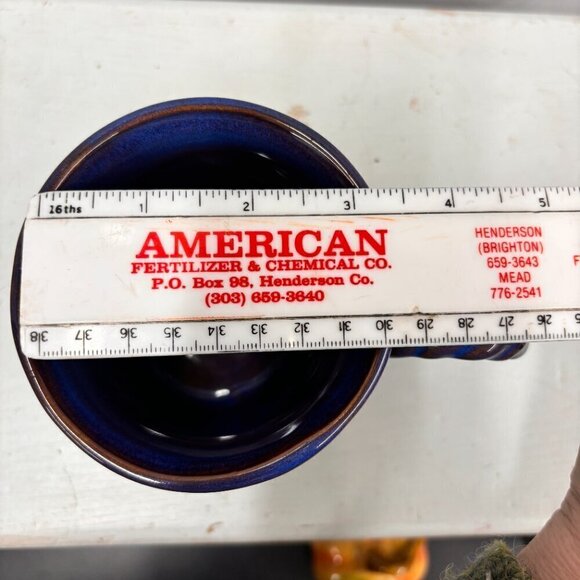 16ths 1 2 3 4 5
AMERICAN
FERTILIZER & CHEMICAL CO.
P.O. Box 98, Henderson Co.
(303) 659-3640
HENDERSON
(BRIGHTON)
659-3643
MEAD
776-2541
F
38 37 36 35 34 33 32 31 30 29 28 27 26 25